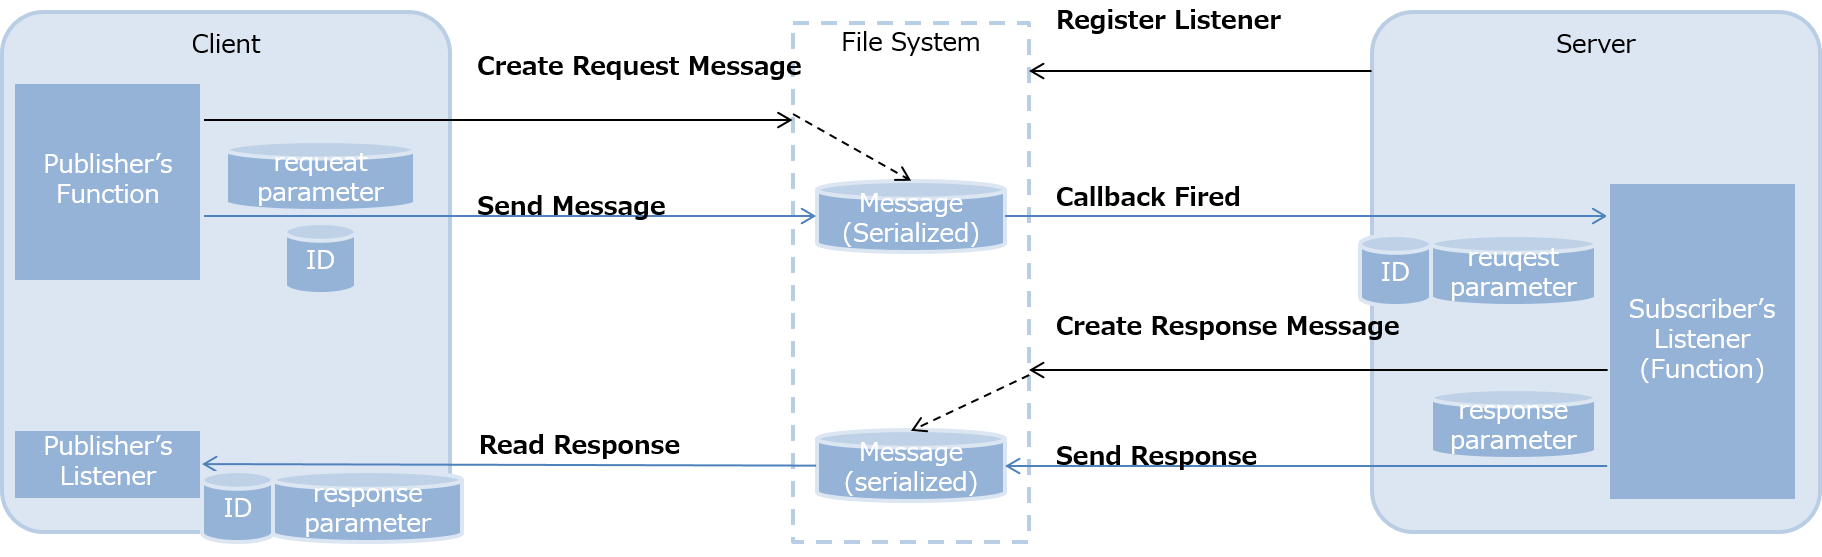 Client
Publisher’s
Function
requeat
parameter
ID
Create Request Message
Send Message
File System
Message
(Serialized)
Register Listener
Callback Fired
Server
ID
reuqest
parameter
Subscriber’s
Listener
(Function)
Create Response Message
response
parameter
Send Response
Message
(serialized)
Read Response
Publisher’s
Listener
ID
response
parameter